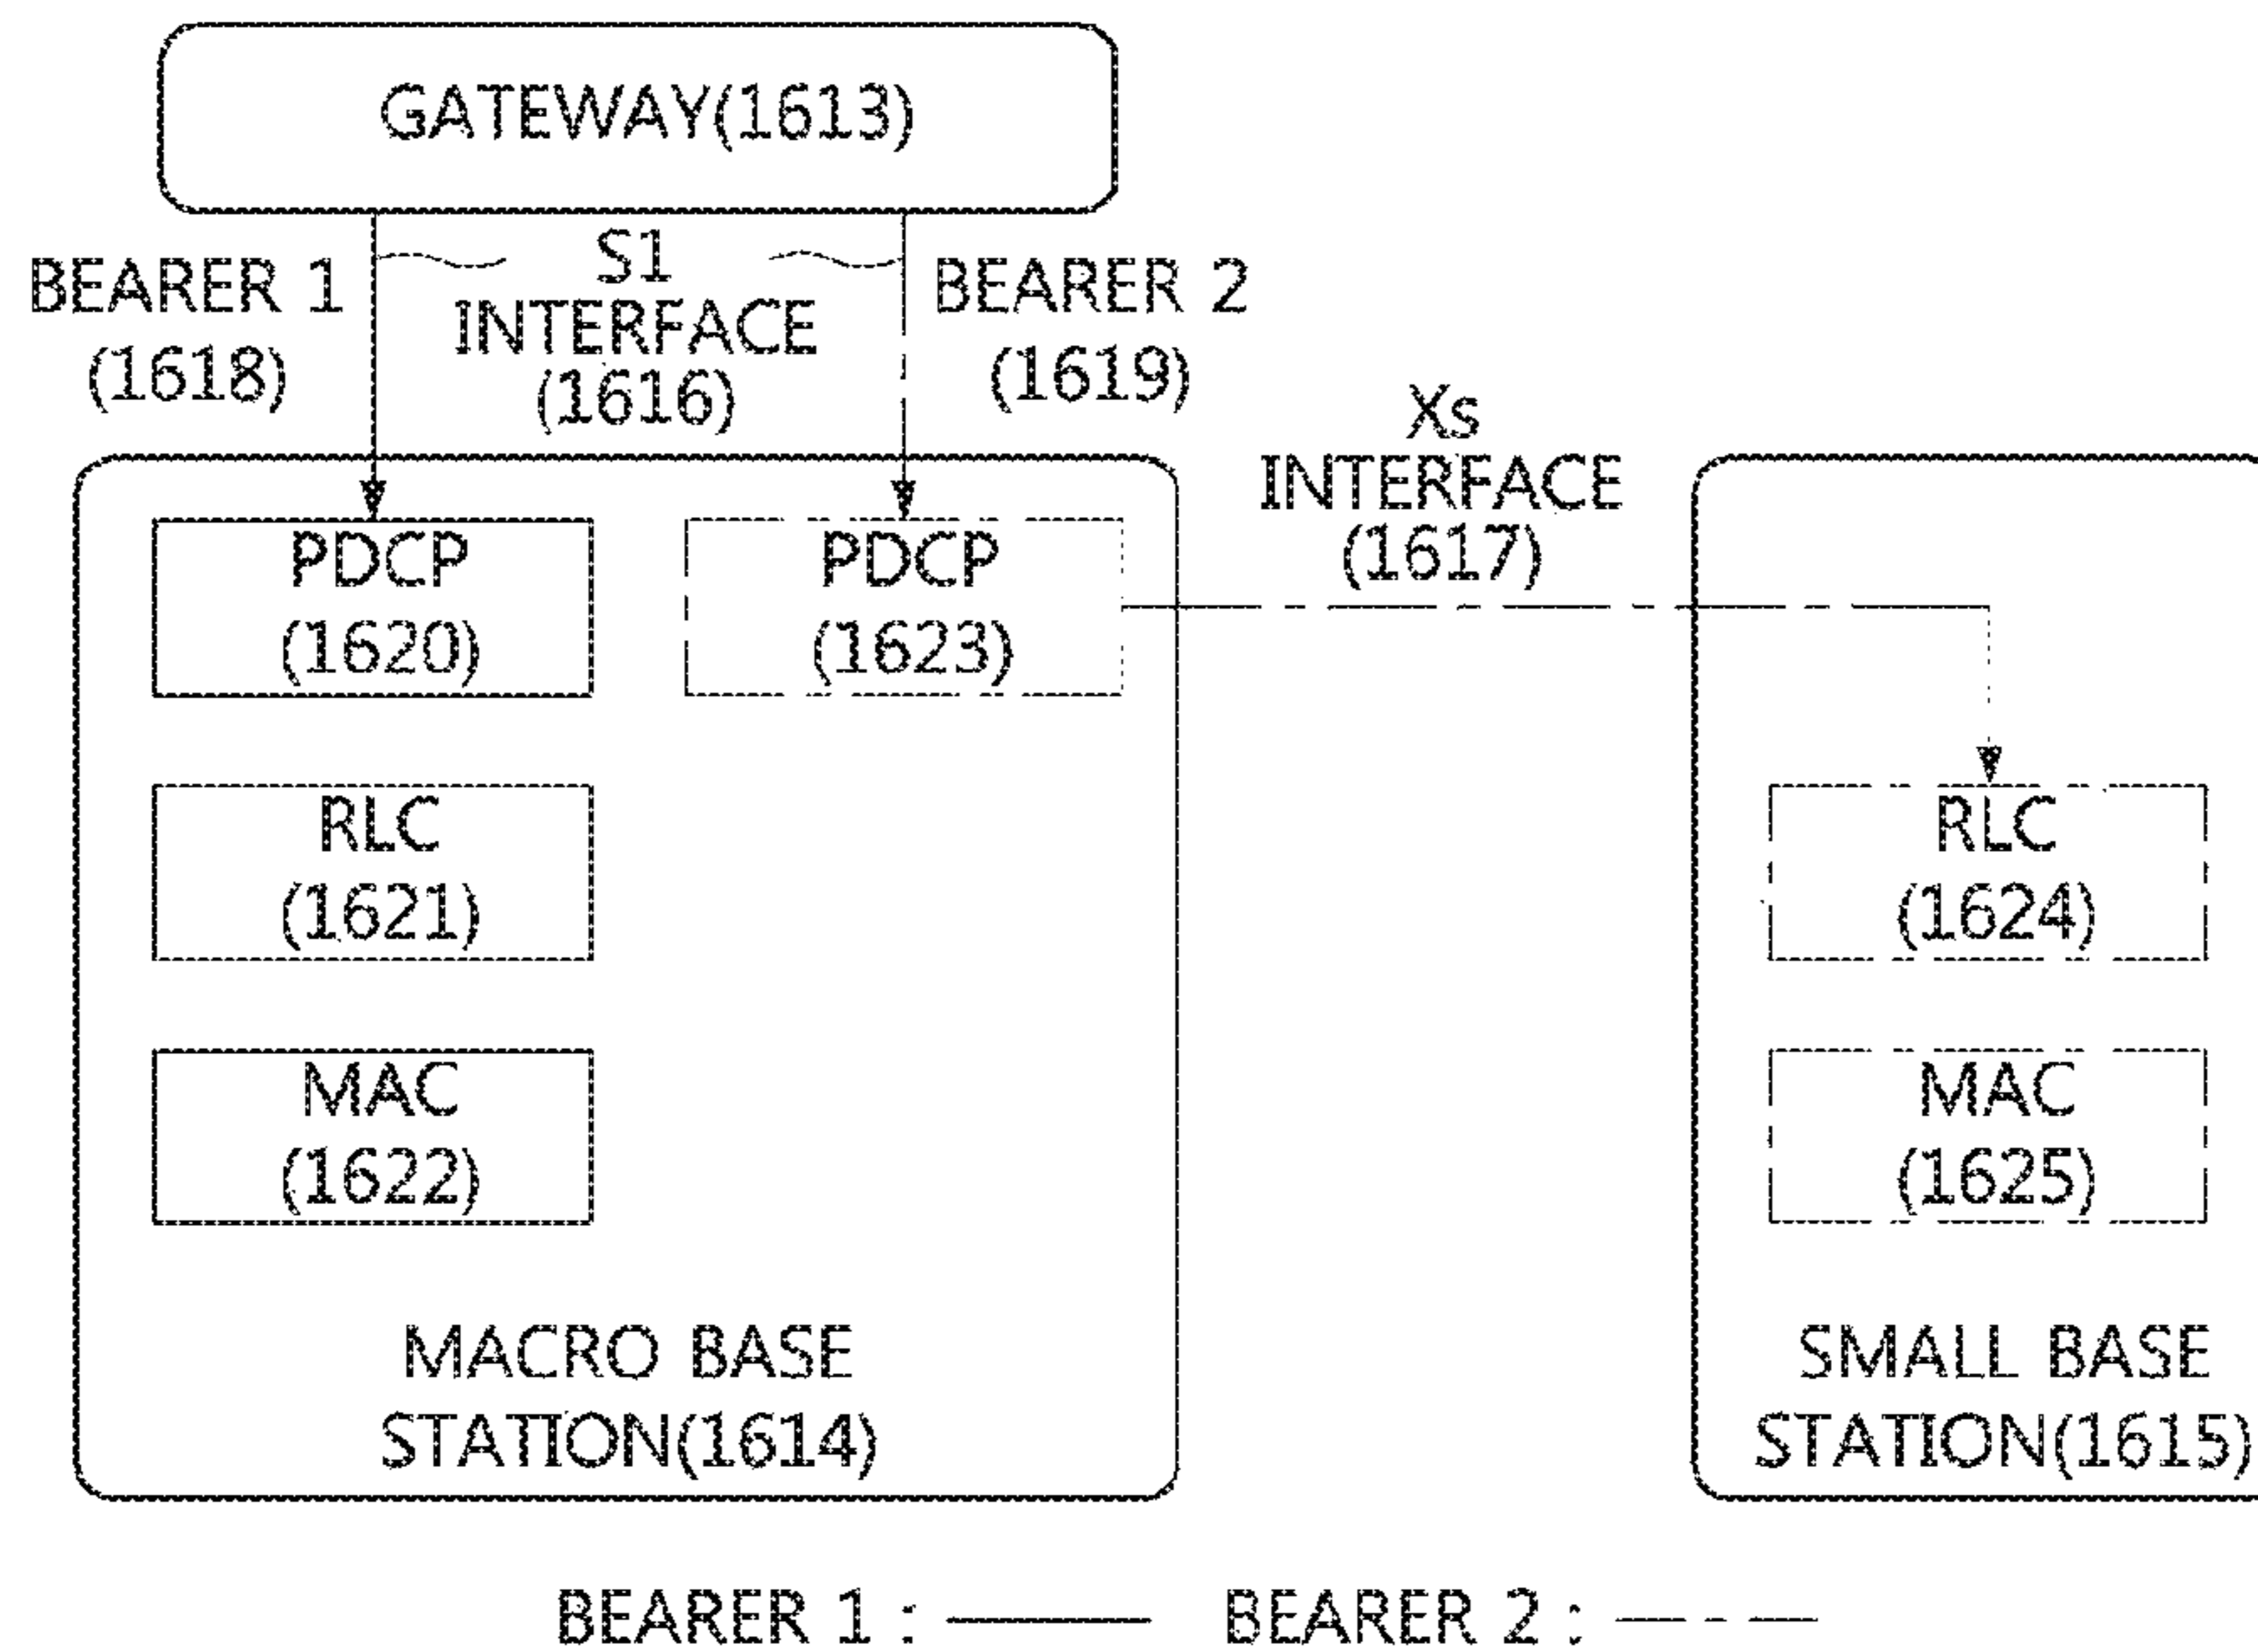 GATEWAY(1613)
BEARER 1
(1618)
S1
INTERFACE
(1616)
BEARER 2
(1619)
Xs
INTERFACE
(1617)
PDCP
(1620)
PDCP
(1623)
RLC
(1621)
RLC
(1624)
MAC
(1622)
MAC
(1625)
MACRO BASE
STATION(1614)
SMALL BASE
STATION(1615)
BEARER 1 : BEARER 2 :